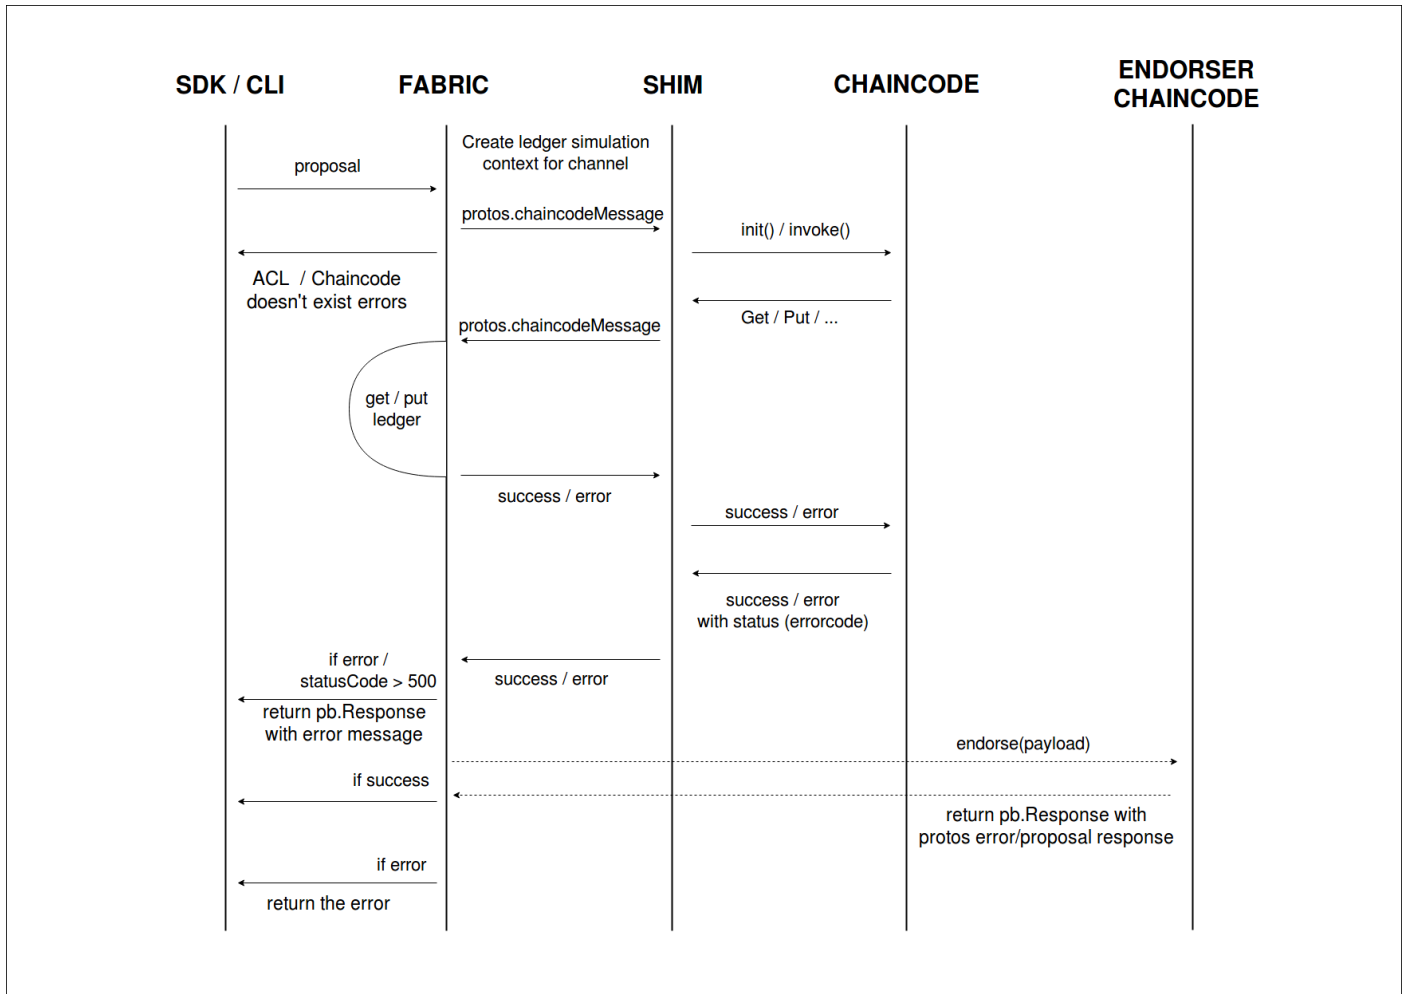 SDK / CLI
FABRIC
SHIM
CHAINCODE
ENDORSER
CHAINCODE
Create ledger simulation
context for channel
proposal
protos.chaincodeMessage
init() / invoke()
ACL / Chaincode
doesn't exist errors
Get / Put / ...
protos.chaincodeMessage
get / put
ledger
success / error
success / error
success / error
with status (errorcode)
if error /
statusCode > 500
success / error
return pb.Response
with error message
endorse(payload)
if success
return pb.Response with
protos error/proposal response
if error
return the error